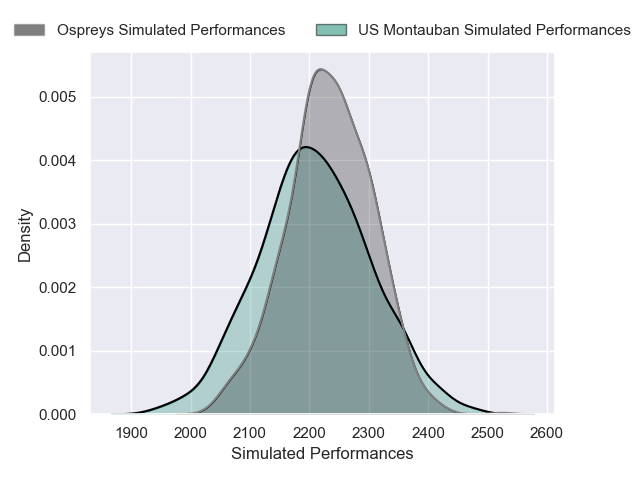 Ospreys Simulated Performances
US Montauban Simulated Performances
0.005
0.004
0.003
0.002
0.001
0.000
Density
1900 2000 2100 2200 2300 2400 2500 2600
Simulated Performances